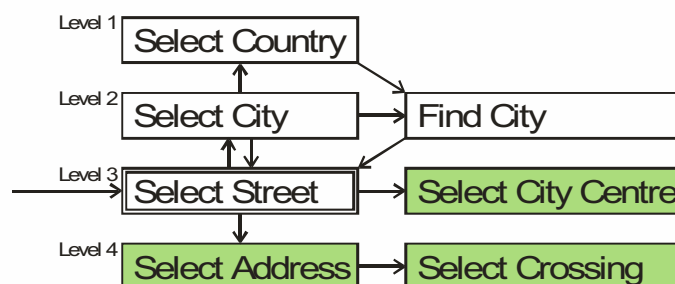 Level 1
Select Country
Level 2
Select City
Find City
Level 3
Select Street
Select City Centre
Level 4
Select Address
Select Crossing